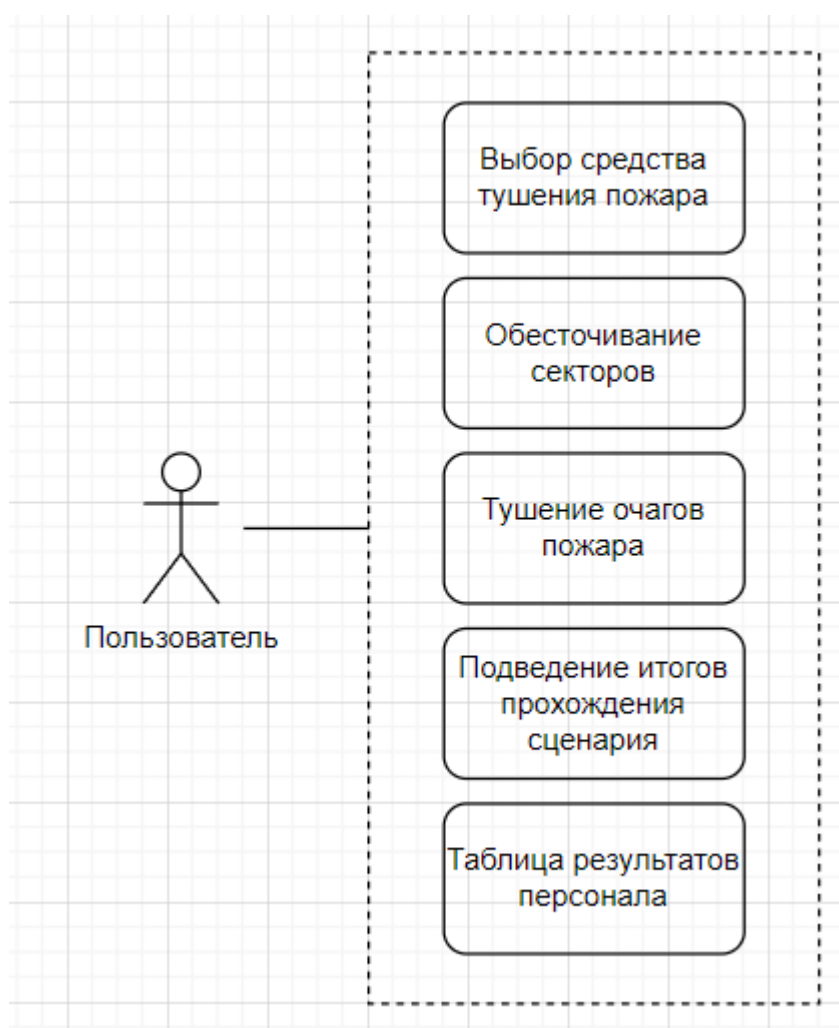 Выбор средства
тушения пожара
Обесточивание
секторов
Тушение очагов
пожара
Пользователь
Подведение итогов
прохождения
сценария
Таблица результатов
персонала